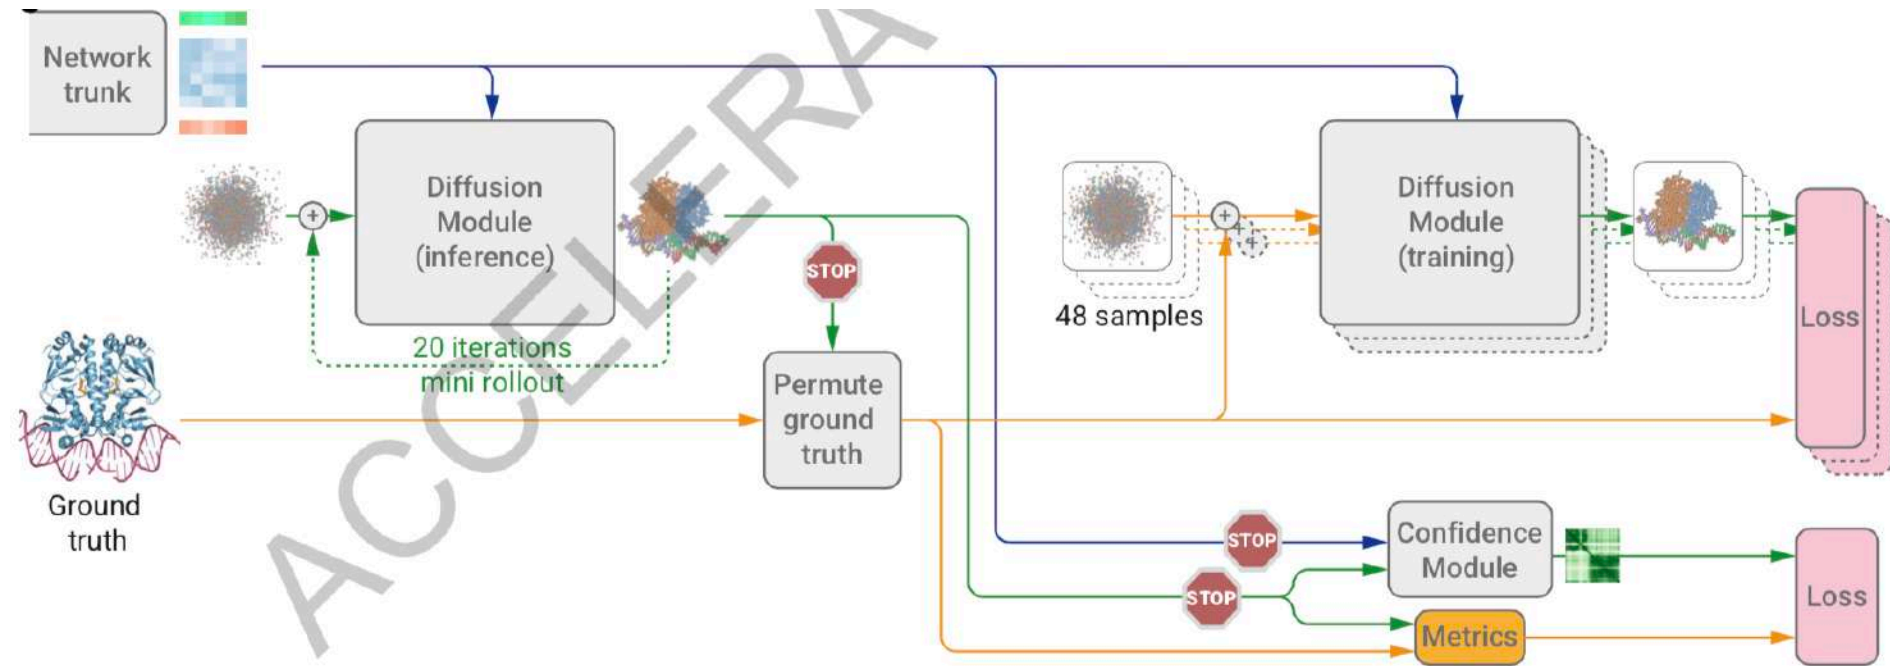 Network
trunk
Diffusion
Module
(inference)
STOP
20 iterations
mini rollout
Ground
truth
Permute
ground
truth
48 samples
Diffusion
Module
(training)
Loss
STOP
STOP
Confidence
Module
Metrics
Loss
ACCELERA